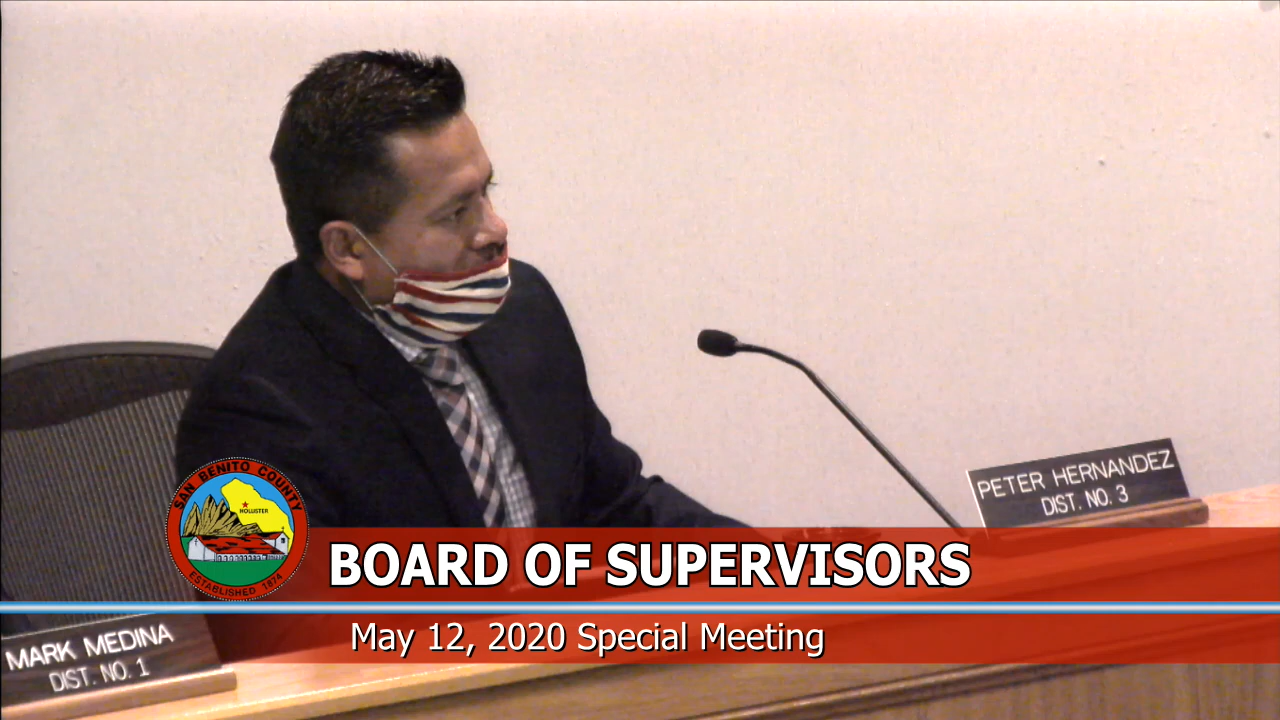 PETER HERNANDEZ
DIST. NO. 3
SAN BENITO COUNTY
HOLLISTER
ESTABLISHED 1874
BOARD OF SUPERVISORS
May 12, 2020 Special Meeting
MARK MEDINA
DIST. NO. 1